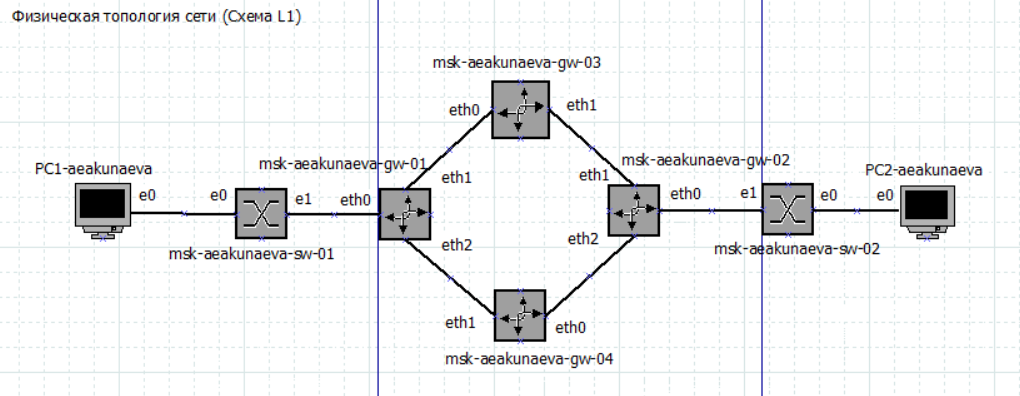 Физическая топология сети (Схема L1)
msk-aeakunaeva-gw-03
eth0
eth1
PC1-aeakunaeva
msk-aeakunaeva-gw-01
msk-aeakunaeva-gw-02
PC2-aeakunaeva
eth1
eth1
e0
e0
e1
eth0
eth0
e1
e0
e0
msk-aeakunaeva-sw-01
eth2
eth2
msk-aeakunaeva-sw-02
eth1
eth0
msk-aeakunaeva-gw-04